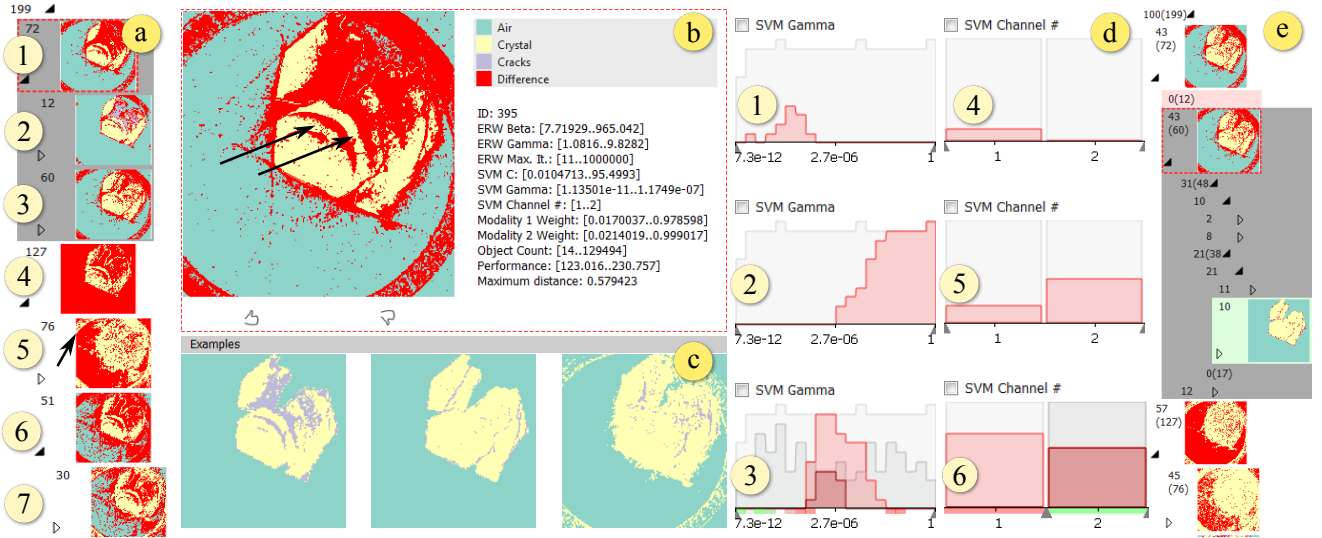 199
72
a
1
12
2
60
3
127
4
76
5
51
6
30
7
b
Air
Crystal
Cracks
Difference
ID: 395
ERW Beta: [7.71929..965.042]
ERW Gamma: [1.0816..9.8282]
ERW Max. It.: [11..1000000]
SVM C: [0.0104713..95.4993]
SVM Gamma: [1.13501e-11..1.1749e-07]
SVM Channel #: [1..2]
Modality 1 Weight: [0.0170037..0.978598]
Modality 2 Weight: [0.0214019..0.999017]
Object Count: [14..129494]
Performance: [123.016..230.757]
Maximum distance: 0.579423
Examples
c
SVM Gamma
SVM Channel #
d
1
4
7.3e-12
2.7e-06
1
1
2
SVM Gamma
SVM Channel #
2
5
7.3e-12
2.7e-06
1
1
2
SVM Gamma
SVM Channel #
3
6
7.3e-12
2.7e-06
1
1
2
100(199)
43
(72)
e
0(12)
43
(60)
31(48
10
2
8
21(38
21
11
10
0(17)
12
57
(127)
45
(76)